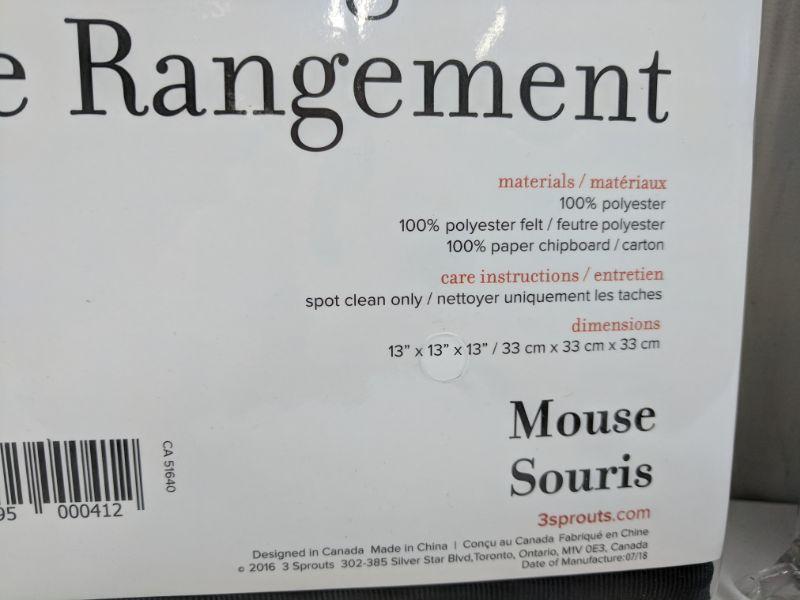 e Rangement
materials / matériaux
100% polyester
100% polyester felt / feutre polyester
100% paper chipboard / carton
care instructions / entretien
spot clean only / nettoyer uniquement les taches
dimensions
13” x 13” x 13” / 33 cm x 33 cm x 33 cm
Mouse
Souris
CA 51640
95 000412
3sprouts.com
Designed in Canada Made in China | Conçu au Canada Fabriqué en Chine
© 2016 3 Sprouts 302-385 Silver Star Blvd,Toronto, Ontario, M1V 0E3, Canada
Date of Manufacture:07/18